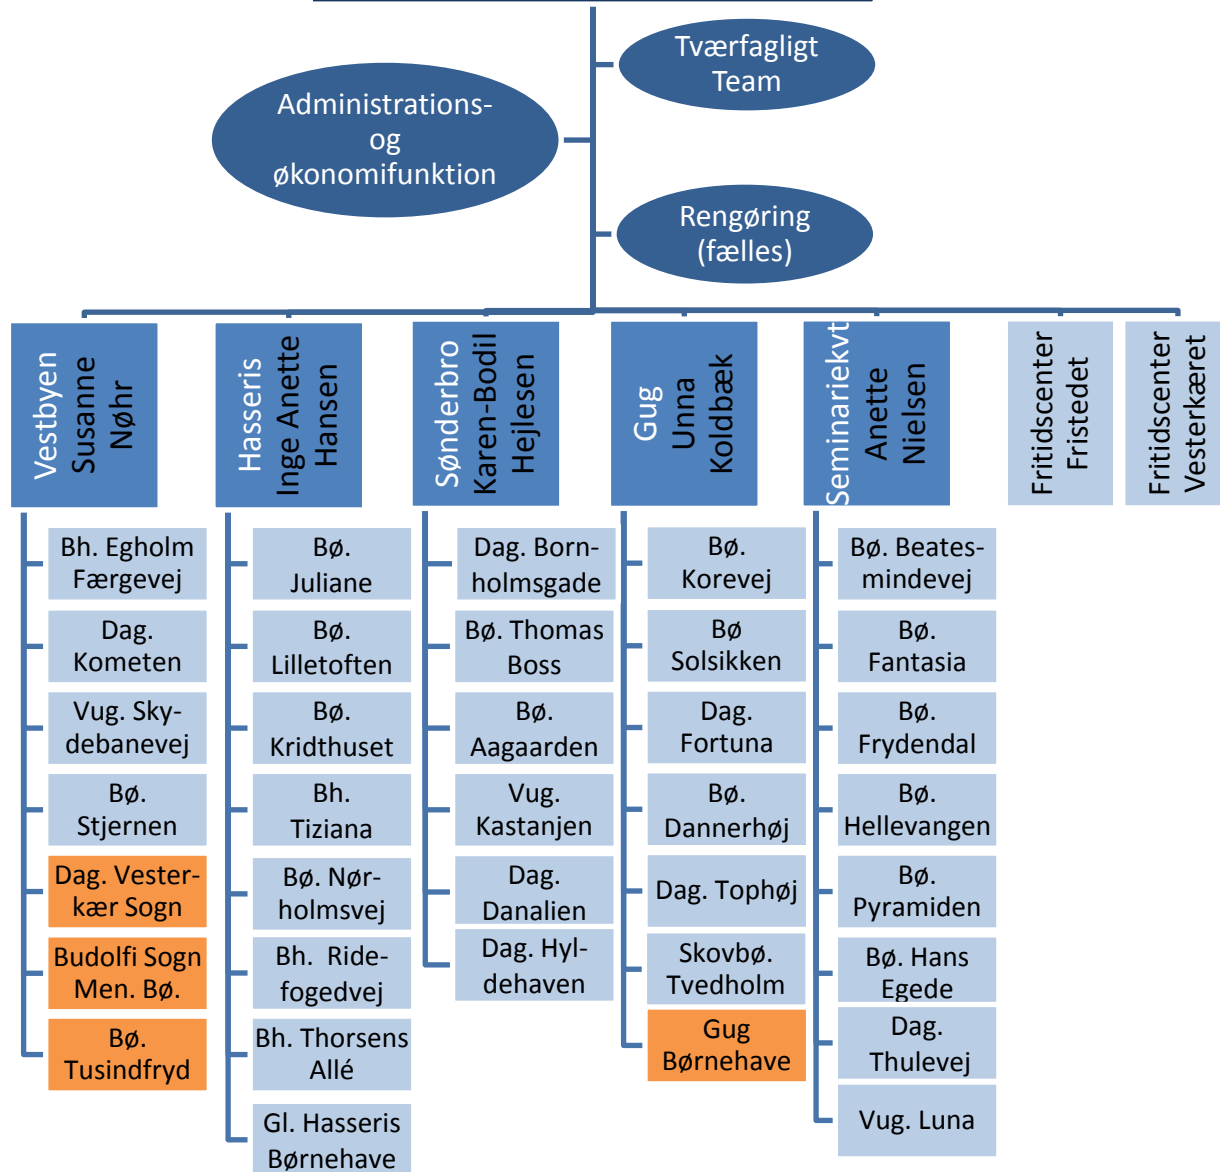 Tværfagligt
Team
Administrations-
og
økonomifunktion
Rengøring
(fælles)
Vestbyen
Susanne
Nøhr
Hasseris
Inge Anette
Hansen
Sønderbro
Karen-Bodil
Hejlesen
Gug
Unna
Koldbæk
Seminariekvt
Anette
Nielsen
Fritidscenter
Fristedet
Fritidscenter
Vesterkæret
Bh. Egholm
Færgevej
Dag.
Kometen
Vug. Sky-
debanevej
Bø.
Stjernen
Dag. Vester-
kær Sogn
Budolfi Sogn
Men. Bø.
Bø.
Tusindfryd
Bø.
Juliane
Bø.
Lilletoften
Bø.
Kridthuset
Bh.
Tiziana
Bø. Nør-
holmsvej
Bh. Ride-
fogedvej
Bh. Thorsens
Allé
Gl. Hasseris
Børnehave
Dag. Born-
holmsgade
Bø. Thomas
Boss
Bø.
Aagaarden
Vug.
Kastanjen
Dag.
Danalien
Dag. Hyl-
dehaven
Bø.
Korevej
Bø
Solsikken
Dag.
Fortuna
Bø.
Dannerhøj
Dag. Tophøj
Skovbø.
Tvedholm
Gug
Børnehave
Bø. Beates-
mindevej
Bø.
Fantasia
Bø.
Frydendal
Bø.
Hellevangen
Bø.
Pyramiden
Bø. Hans
Egede
Dag.
Thulevej
Vug. Luna